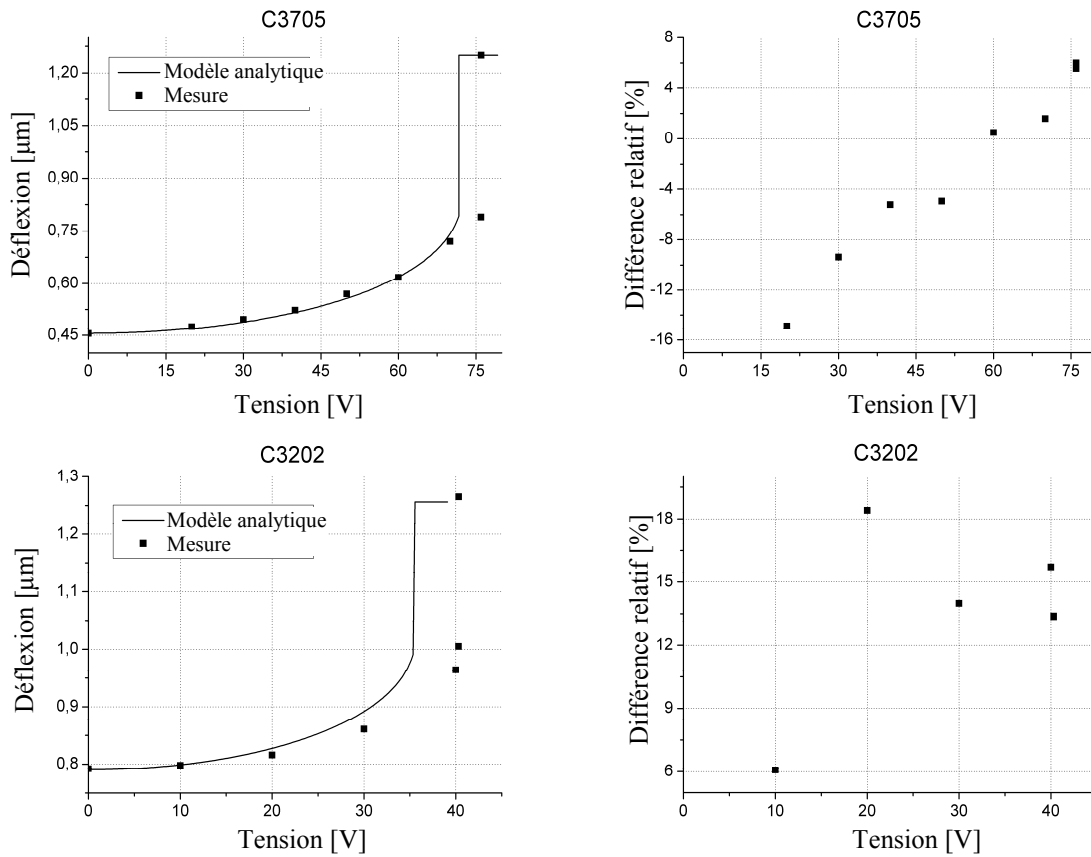 C3705
Modèle analytique
Mesure
Déflexion [µm]
1,20
1,05
0,90
0,75
0,60
0,45
0
15
30
45
60
75
Tension [V]
C3705
Différence relatif [%]
8
4
0
-4
-8
-12
-16
0
15
30
45
60
75
Tension [V]
C3202
Modèle analytique
Mesure
Déflexion [µm]
1,3
1,2
1,1
1,0
0,9
0,8
0
10
20
30
40
Tension [V]
C3202
Différence relatif [%]
18
15
12
9
6
0
10
20
30
40
Tension [V]